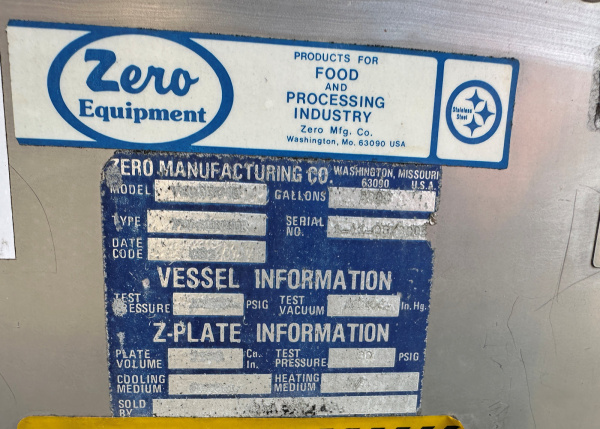 Zero
Equipment
PRODUCTS FOR
FOOD
AND
PROCESSING
INDUSTRY
Zero Mfg. Co.
Washington, Mo. 63090 USA
Stainless
Steel
ZERO MANUFACTURING CO. WASHINGTON, MISSOURI
63090 U.S.A.
MODEL GALLONS
TYPE SERIAL
NO.
DATE
CODE
VESSEL INFORMATION
TEST
PRESSURE PSIG TEST
VACUUM In. Hg.
Z-PLATE INFORMATION
PLATE
VOLUME Cu.
In. TEST
PRESSURE PSIG
COOLING
MEDIUM HEATING
MEDIUM
SOLD
BY